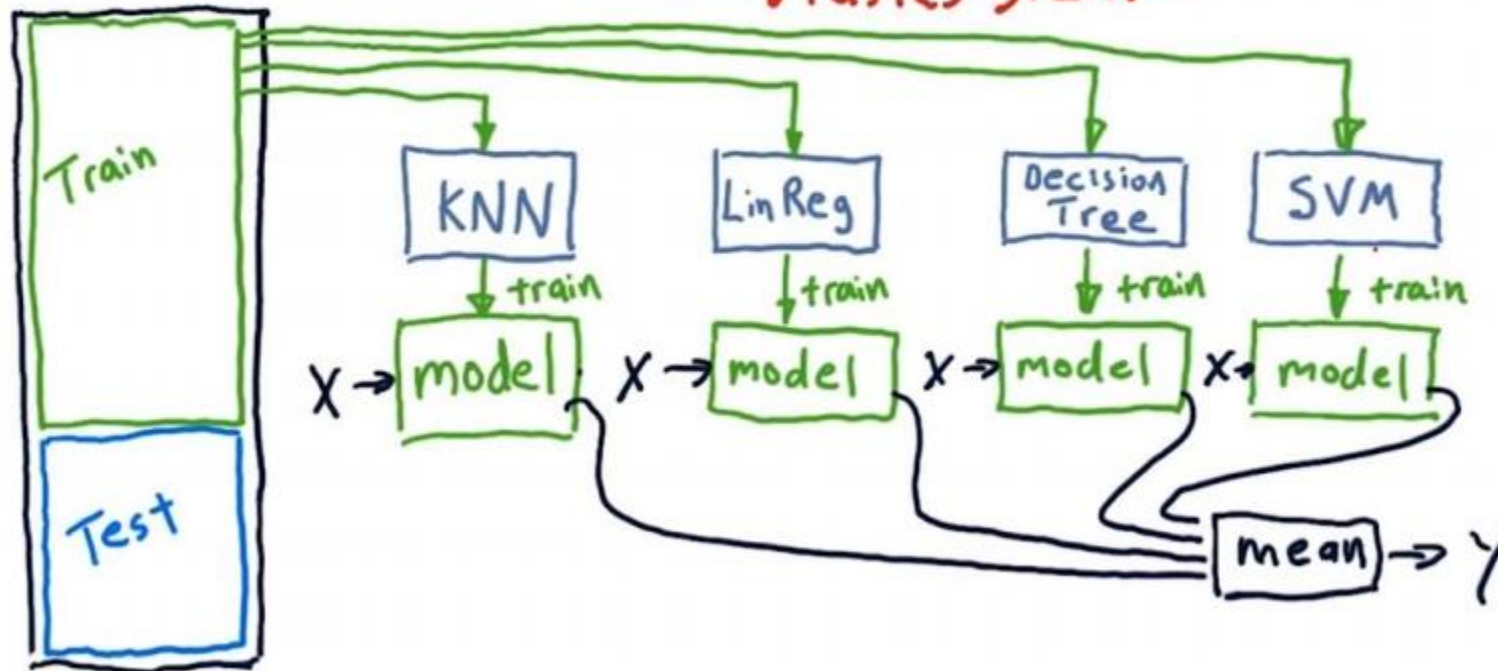 Train
KNN
LinReg
Decision
Tree
SVM
train
train
train
train
X
model
X
model
X
model
X
model
Test
mean
Y